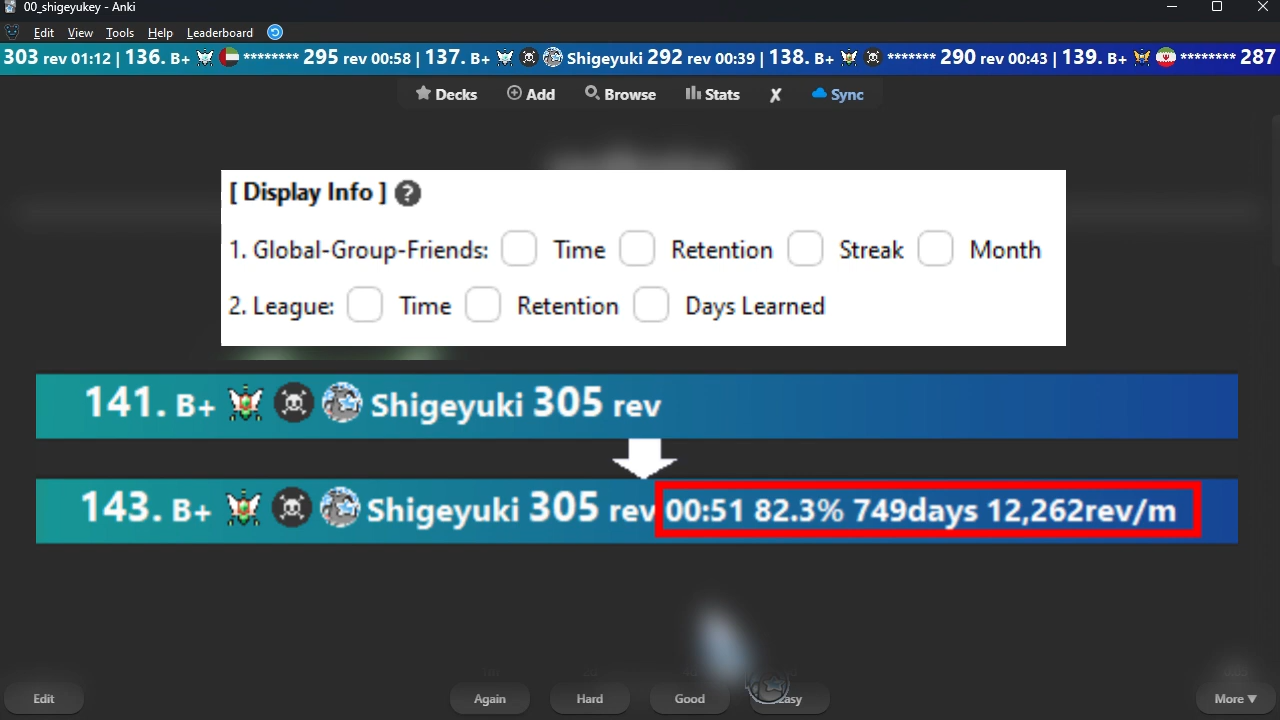 00_shigeyukey - Anki
Edit View Tools Help Leaderboard
303 rev 01:12 | 136. B+ ******** 295 rev 00:58 | 137. B+ Shigeyuki 292 rev 00:39 | 138. B+ ******* 290 rev 00:43 | 139. B+ ******** 287
Decks Add Browse Stats X Sync
[ Display Info ] ?
1. Global-Group-Friends: Time Retention Streak Month
2. League: Time Retention Days Learned
141. B+ Shigeyuki 305 rev
143. B+ Shigeyuki 305 rev 00:51 82.3% 749days 12,262rev/m
Edit Again Hard Good Easy More ▼